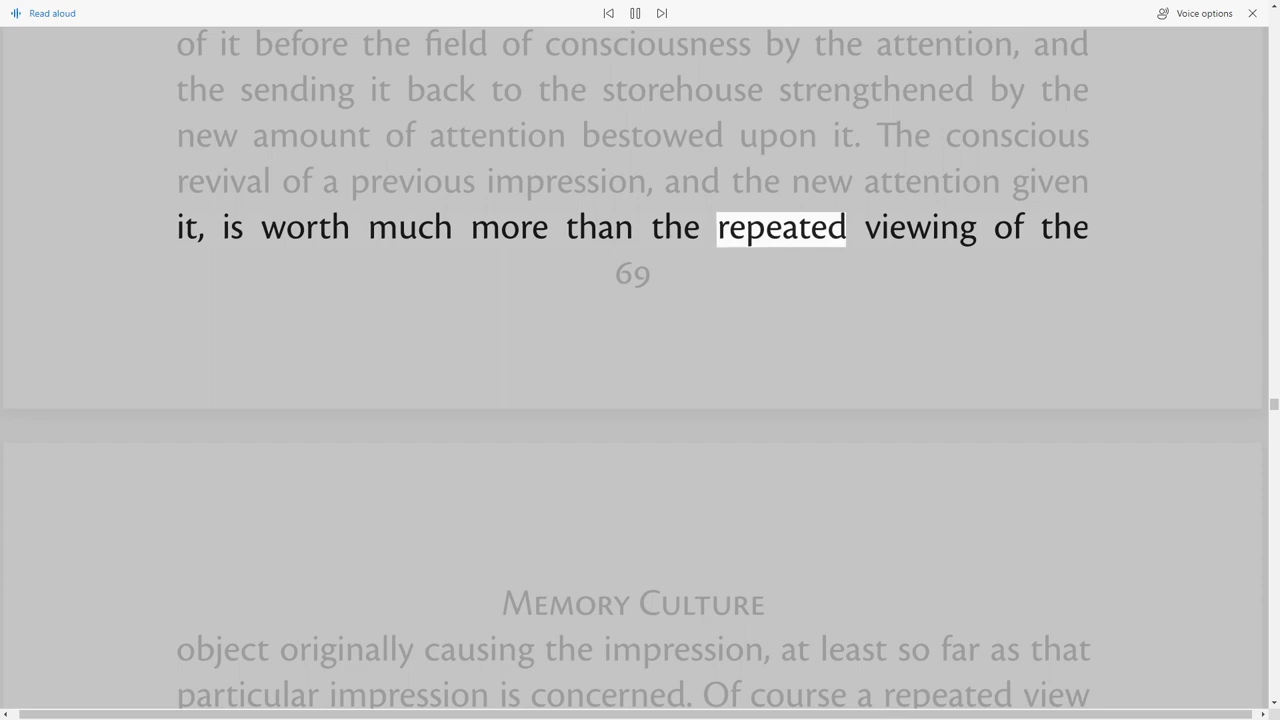 Read aloud
Voice options
of it before the field of consciousness by the attention, and
the sending it back to the storehouse strengthened by the
new amount of attention bestowed upon it. The conscious
revival of a previous impression, and the new attention given
it, is worth much more than the repeated viewing of the
69
Memory Culture
object originally causing the impression, at least so far as that
particular impression is concerned. Of course a repeated view